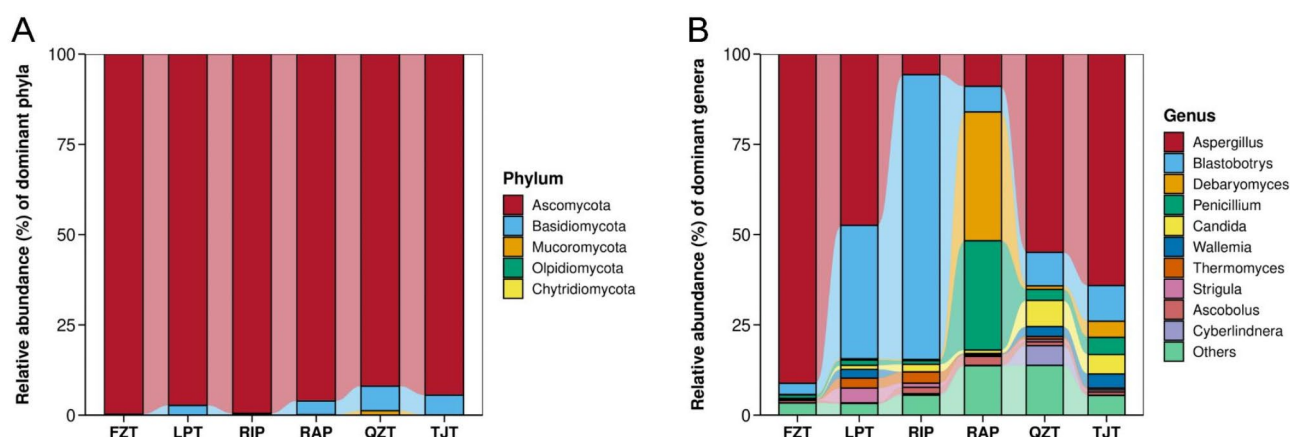 A
Relative abundance (%) of dominant phyla
100
75
50
25
0
FZT LPT RIP RAP QZT TJT
Phylum
Ascomycota
Basidiomycota
Mucoromycota
Olpidiomycota
Chytridiomycota
B
Relative abundance (%) of dominant genera
100
75
50
25
0
FZT LPT RIP RAP QZT TJT
Genus
Aspergillus
Blastobotrys
Debaryomyces
Penicillium
Candida
Wallemia
Thermomyces
Strigula
Ascobolus
Cyberlindnera
Others